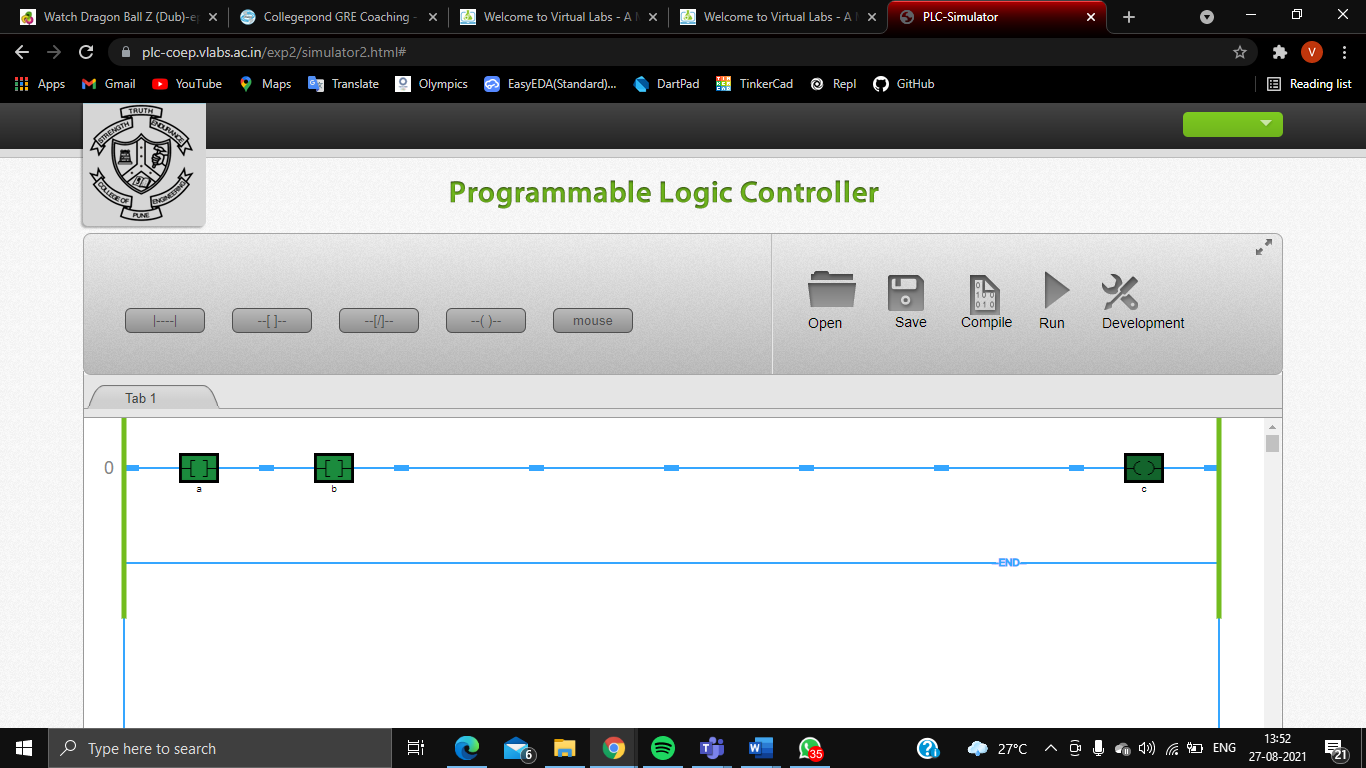 Watch Dragon Ball Z (Dub)-ep
Collegepond GRE Coaching -
Welcome to Virtual Labs - A M
Welcome to Virtual Labs - A M
PLC-Simulator
plc-coep.vlabs.ac.in/exp2/simulator2.html#
V
Apps
Gmail
YouTube
Maps
Translate
Olympics
EasyEDA(Standard)...
DartPad
TinkerCad
Repl
GitHub
Reading list
TRUTH
STRENGTH
ENDURANCE
COLLEGE OF
ENGINEERING
PUNE
Programmable Logic Controller
|----|
--[ ]--
--[/]--
--( )--
mouse
Open
Save
Compile
Run
Development
Tab 1
0
a
b
c
END
Type here to search
6
35
27°C
ENG
13:52
27-08-2021
21